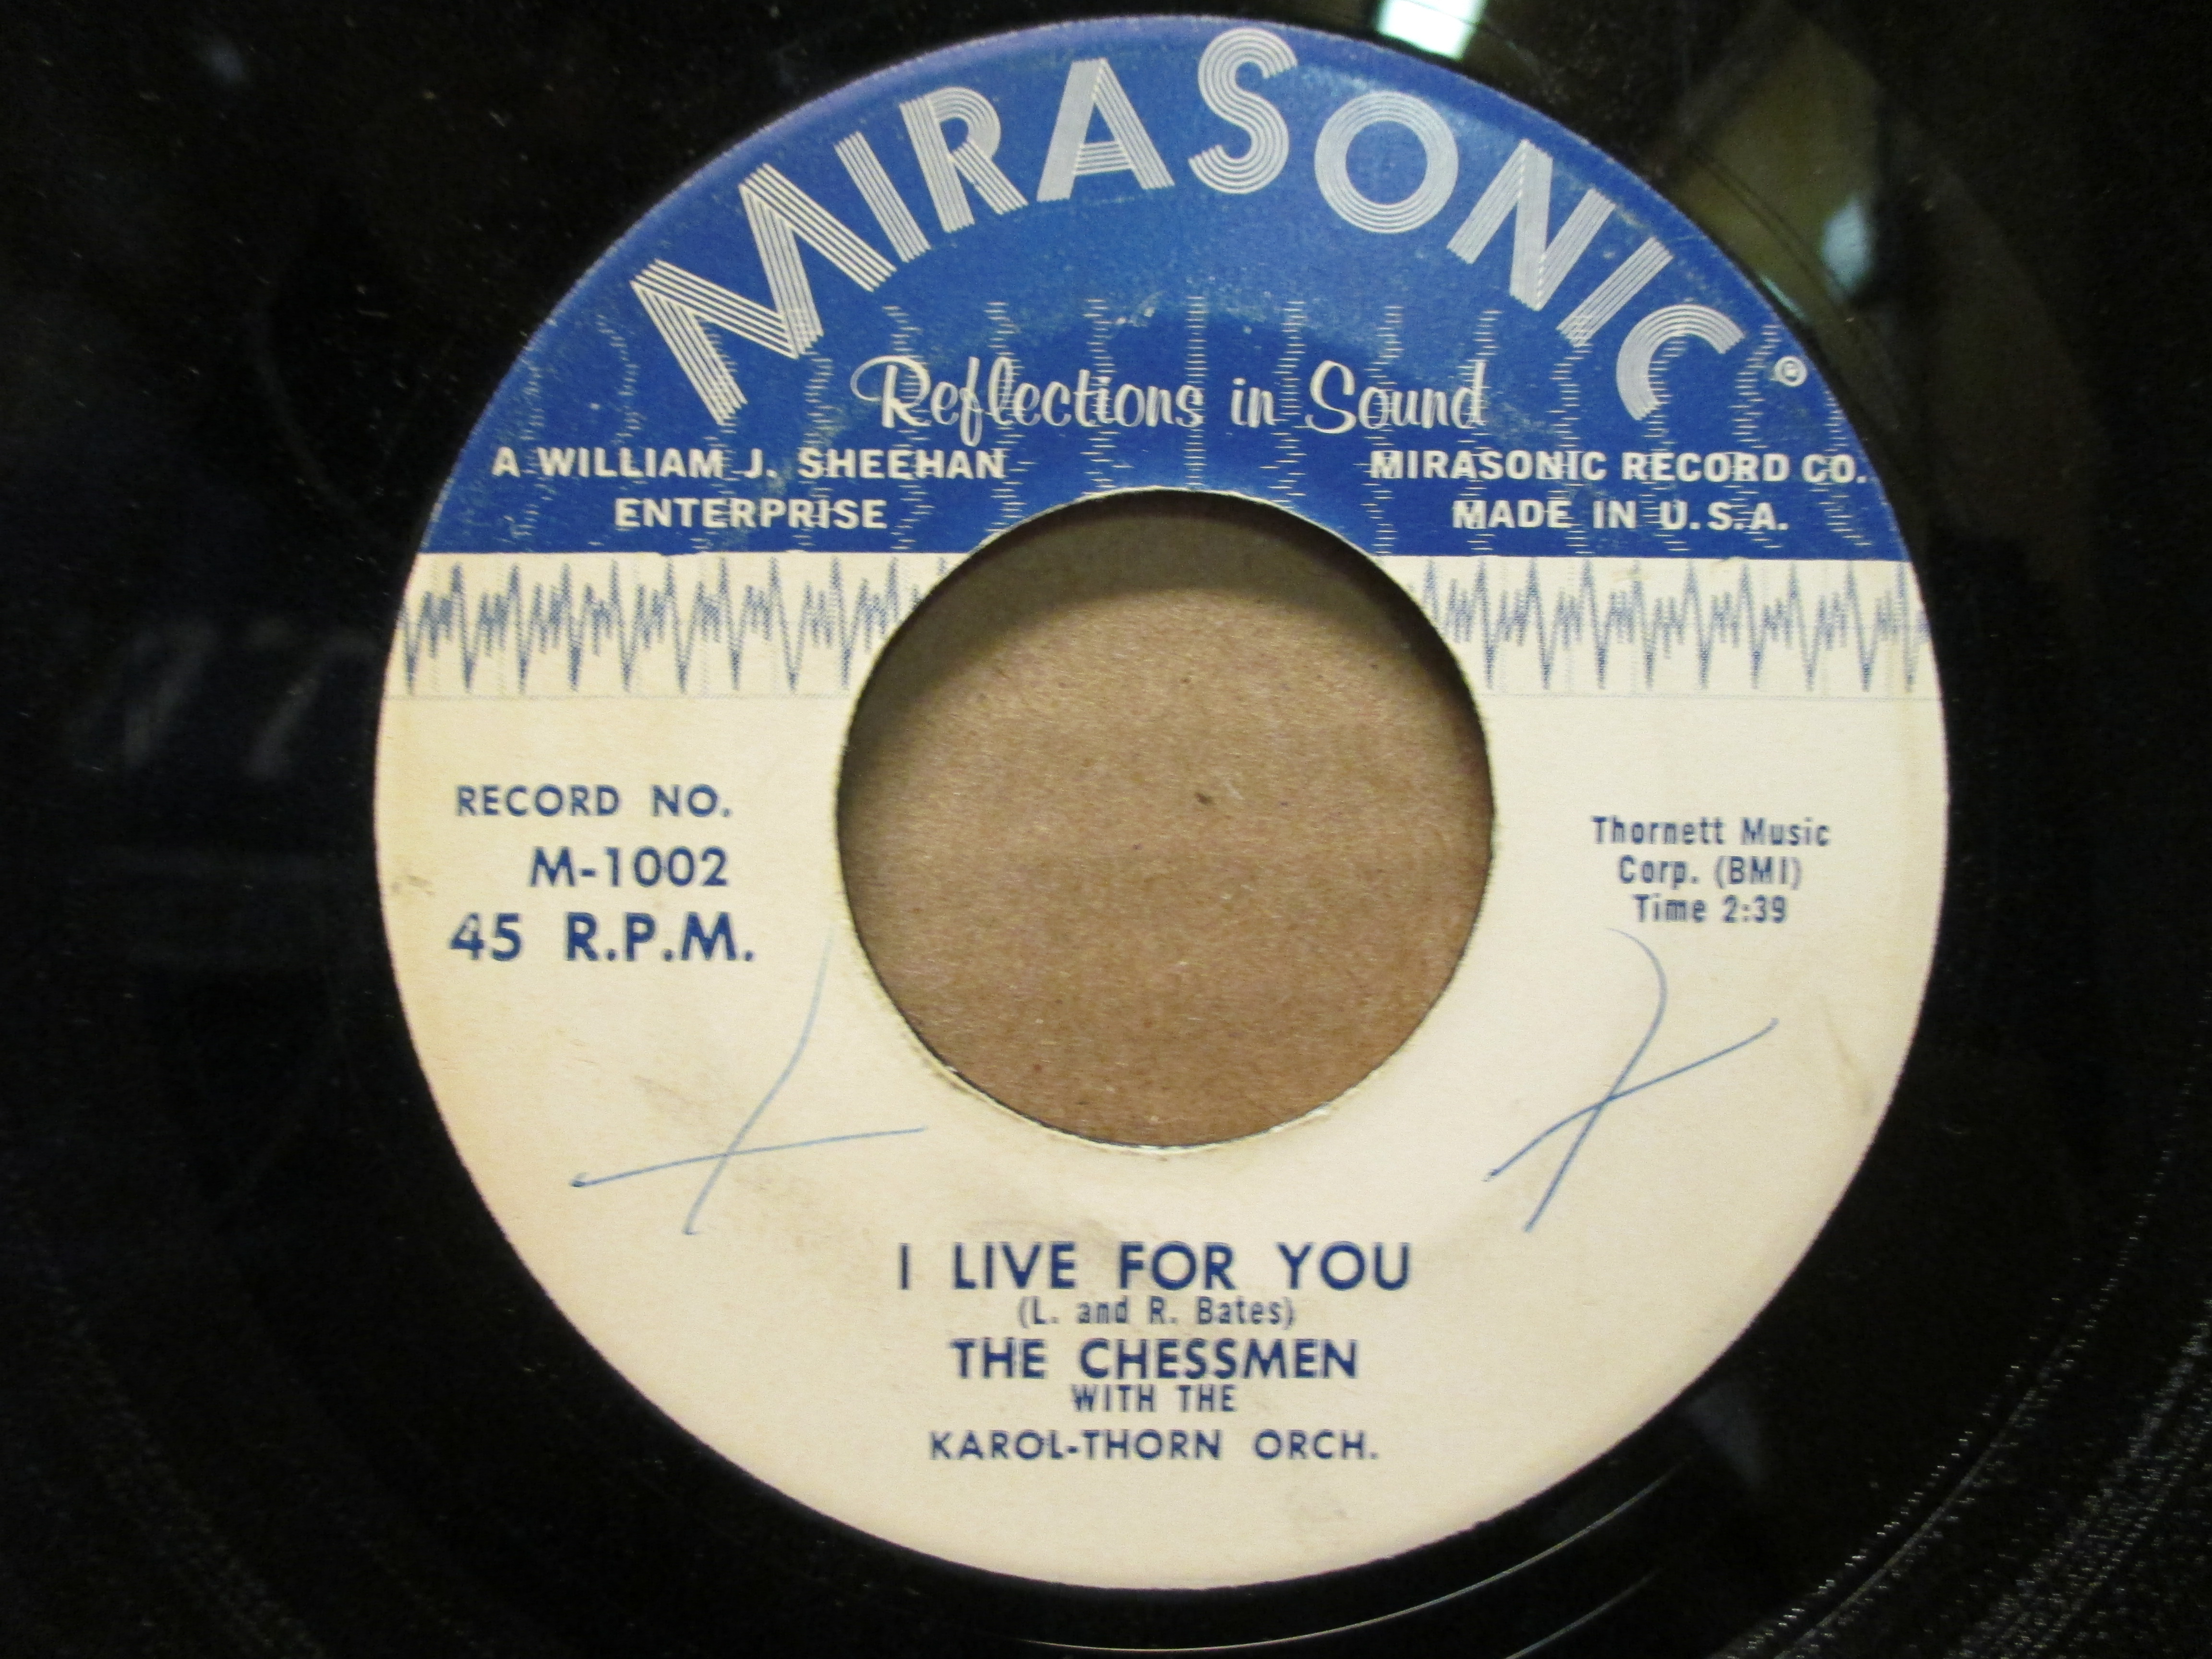 MIRASONIC ®
Reflections in Sound
A WILLIAM J. SHEEHAN
ENTERPRISE
MIRASONIC RECORD CO.
MADE IN U.S.A.
RECORD NO.
M-1002
45 R.P.M.
Thornett Music
Corp. (BMI)
Time 2:39
I LIVE FOR YOU
(L. and R. Bates)
THE CHESSMEN
WITH THE
KAROL-THORN ORCH.